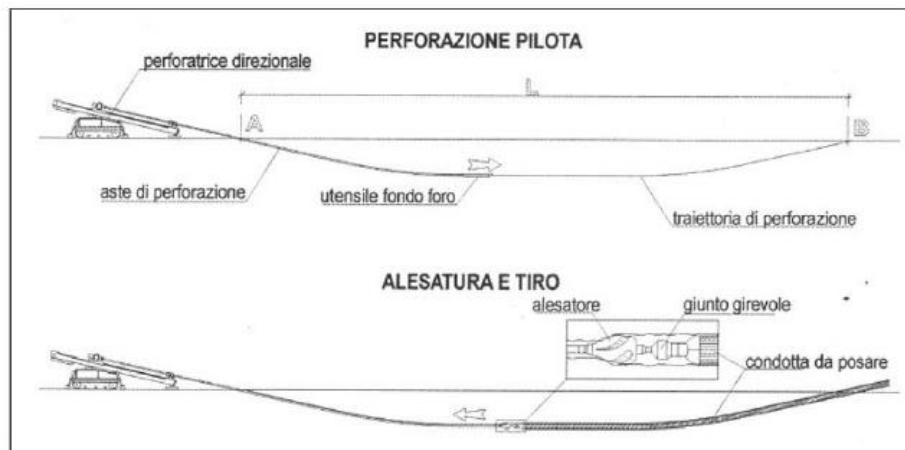 PERFORAZIONE PILOTA
perforatrice direzionale
L
A
B
aste di perforazione
utensile fondo foro
traiettoria di perforazione
ALESATURA E TIRO
alesatore
giunto girevole
condotta da posare